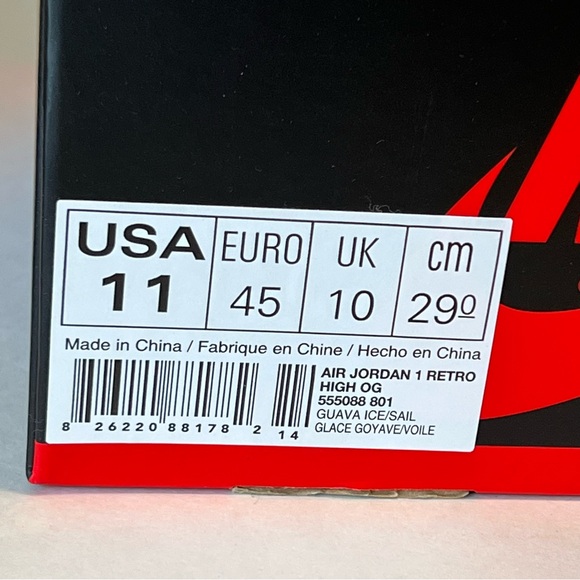 USA EURO UK cm
11 45 10 29º
Made in China / Fabrique en Chine / Hecho en China
AIR JORDAN 1 RETRO
HIGH OG
555088 801
GUAVA ICE/SAIL
GLACE GOYAVE/VOILE
8 26220 88178 2 14